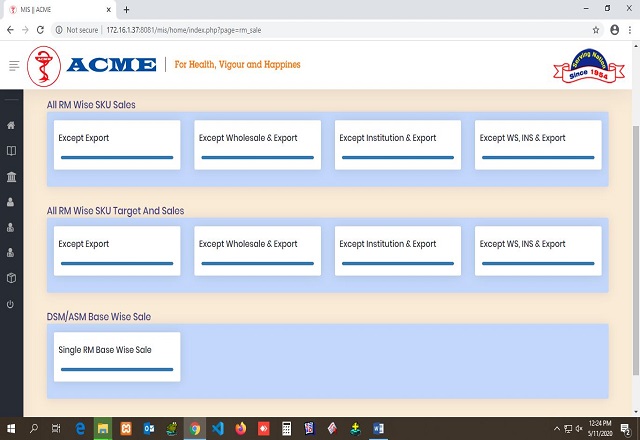 MIS || ACME
Not secure | 172.16.1.37:8081/mis/home/index.php?page=rm_sale
ACME
For Health, Vigour and Happines
Serving Nation
Since 1954
All RM Wise SKU Sales
Except Export
Except Wholesale & Export
Except Institution & Export
Except WS, INS & Export
All RM Wise SKU Target And Sales
Except Export
Except Wholesale & Export
Except Institution & Export
Except WS, INS & Export
DSM/ASM Base Wise Sale
Single RM Base Wise Sale
12:24 PM
5/11/2020